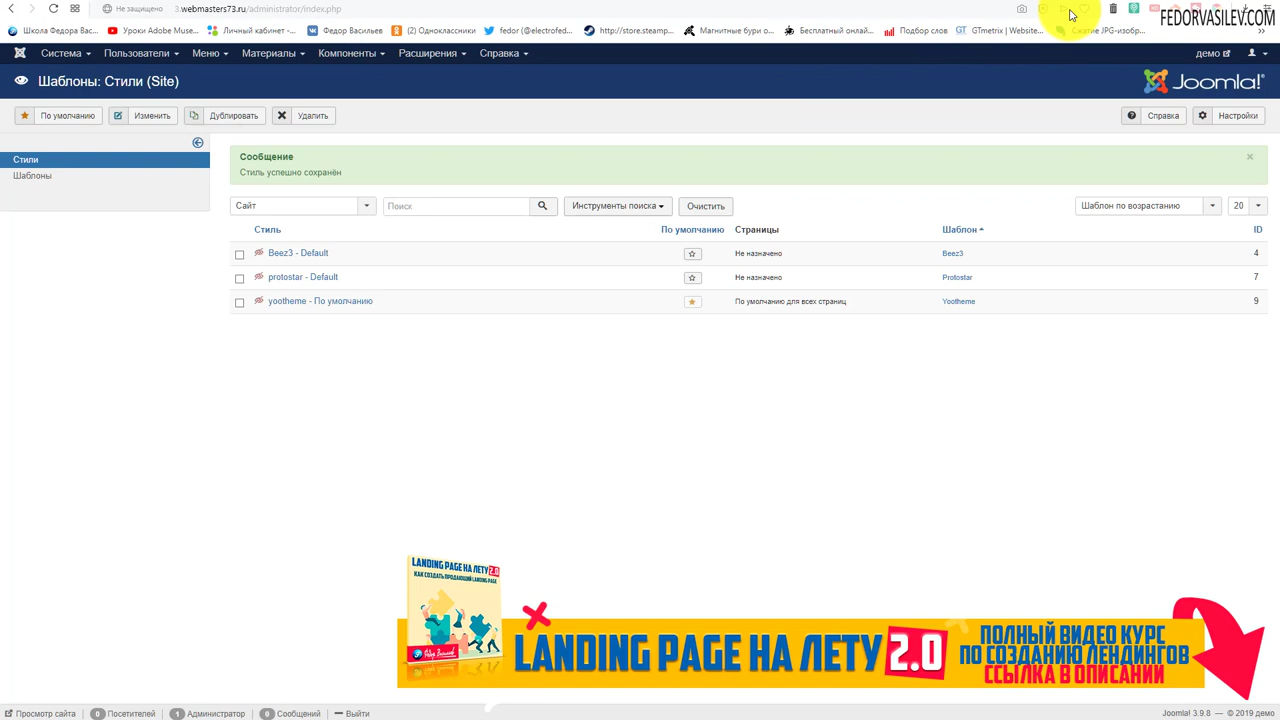 Не защищено 3.webmasters73.ru/administrator/index.php
FEDORVASILEV.COM
Школа Федора Вас... Уроки Adobe Muse... Личный кабинет -... Федор Васильев (2) Одноклассники fedor (@electrofed... http://store.steamp... Магнитные бури о... Бесплатный онлай... Подбор слов GTmetrix | Website... Сжатие JPG-изобр... »
Система Пользователи Меню Материалы Компоненты Расширения Справка демо
Шаблоны: Стили (Site) Joomla!
По умолчанию Изменить Дублировать Удалить Справка Настройки
Стили
Шаблоны
Сообщение ×
Стиль успешно сохранён
Сайт Поиск Инструменты поиска Очистить Шаблон по возрастанию 20
Стиль По умолчанию Страницы Шаблон ID
Beez3 - Default Не назначено Beez3 4
protostar - Default Не назначено Protostar 7
yootheme - По умолчанию По умолчанию для всех страниц Yootheme 9
LANDING PAGE НА ЛЕТУ 2.0
КАК СОЗДАТЬ ПРОДАЮЩИЙ LANDING PAGE
Федор Васильев
LANDING PAGE НА ЛЕТУ 2.0
ПОЛНЫЙ ВИДЕО КУРС
ПО СОЗДАНИЮ ЛЕНДИНГОВ
ССЫЛКА В ОПИСАНИИ
Просмотр сайта 0 Посетителей 1 Администратор 0 Сообщений Выйти Joomla! 3.9.8 — © 2019 демо